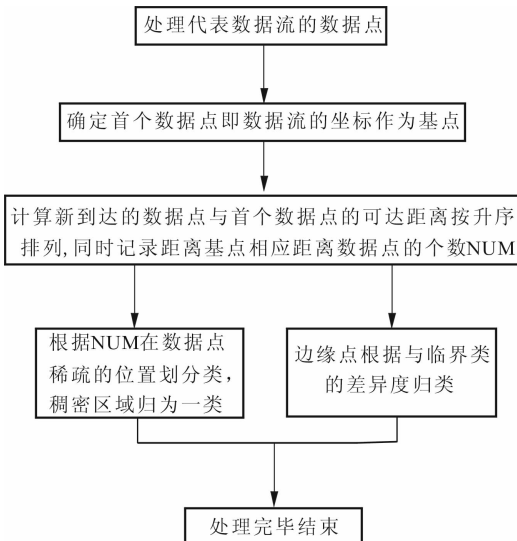 处理代表数据流的数据点
确定首个数据点即数据流的坐标作为基点
计算新到达的数据点与首个数据点的可达距离按升序
排列,同时记录距离基点相应距离数据点的个数NUM
根据NUM在数据点
稀疏的位置划分类,
稠密区域归为一类
边缘点根据与临界类
的差异度归类
处理完毕结束